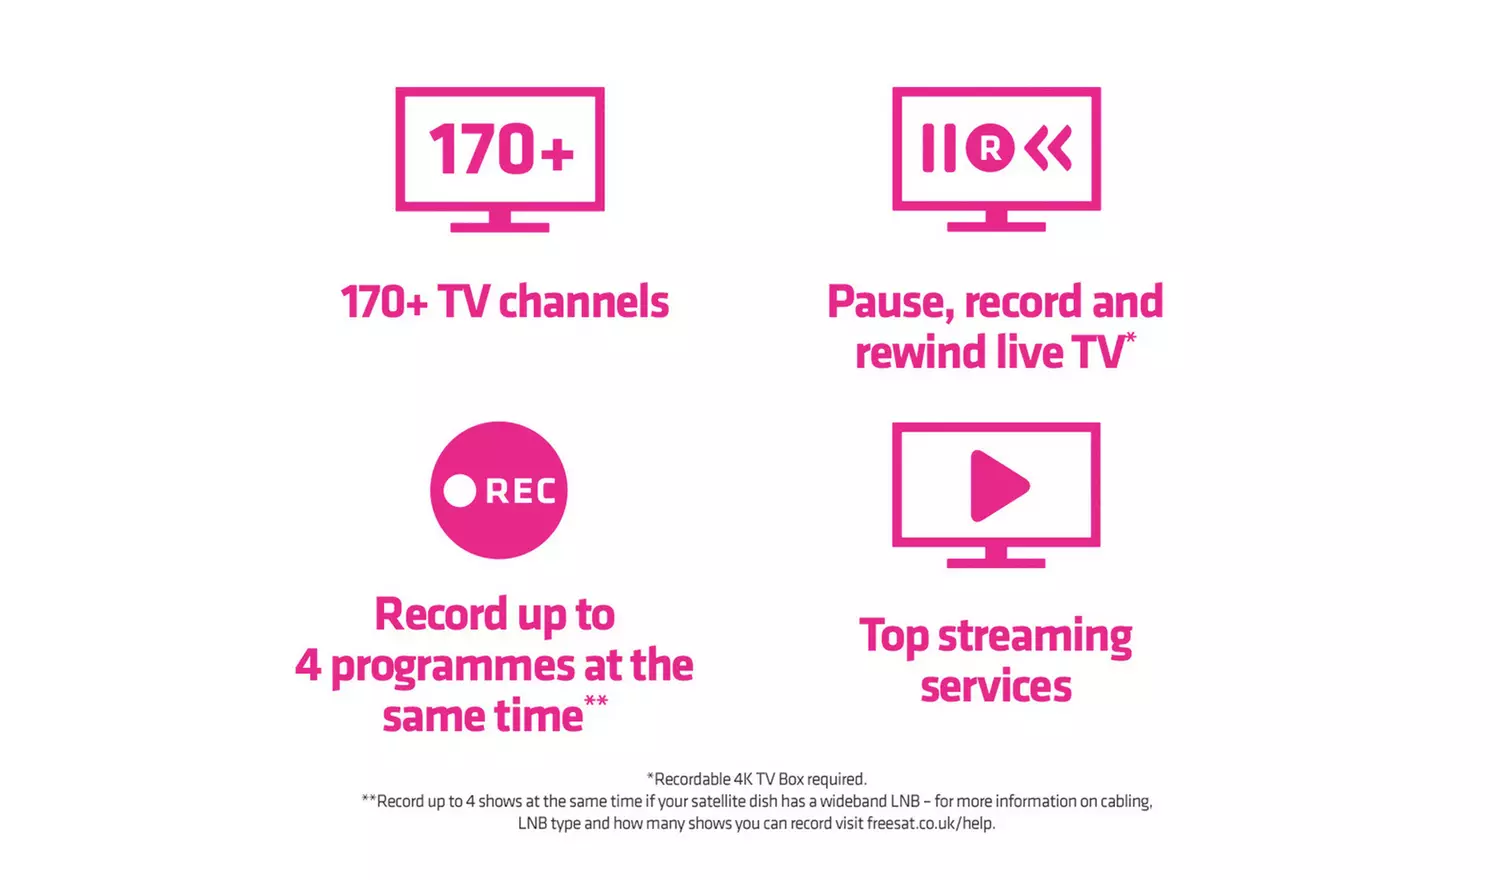 170+
170+ TV channels
R
Pause, record and
rewind live TV*
REC
Record up to
4 programmes at the
same time**
Top streaming
services
*Recordable 4K TV Box required.
**Record up to 4 shows at the same time if your satellite dish has a wideband LNB – for more information on cabling,
LNB type and how many shows you can record visit freesat.co.uk/help.